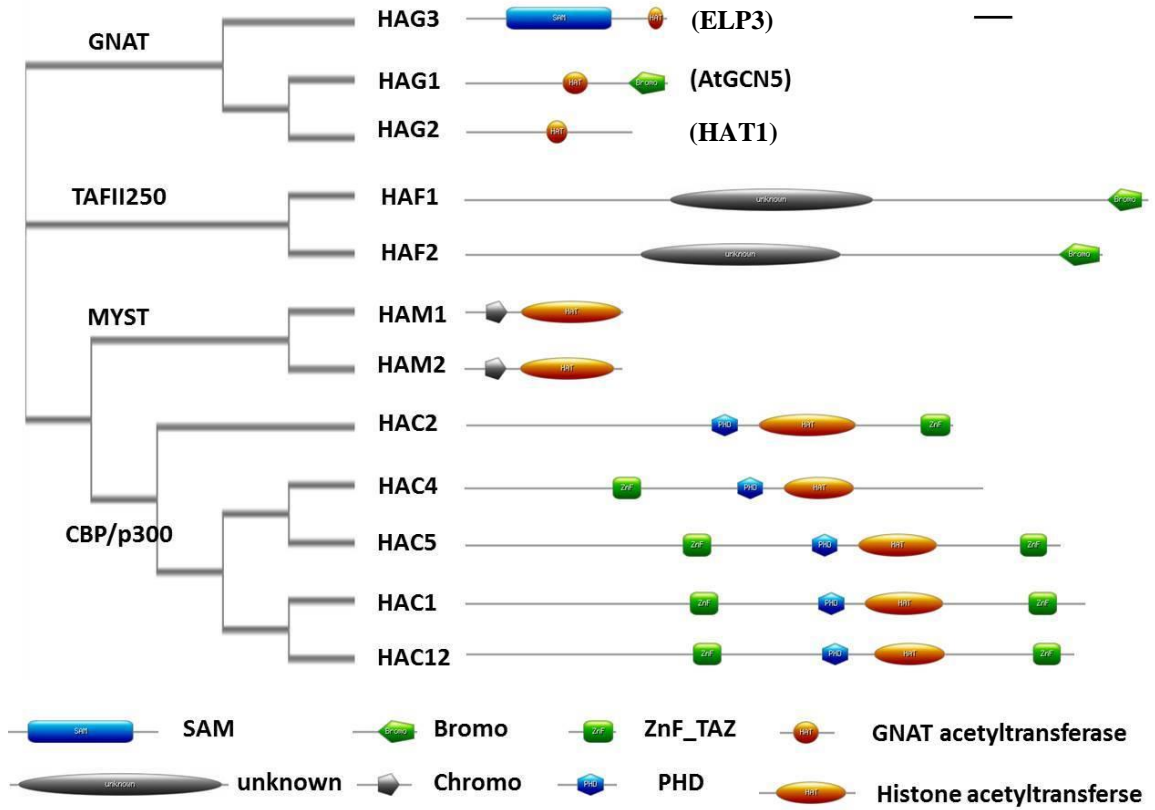 GNAT
HAG3 SAM HAT (ELP3)
HAG1 HAT Bromo (AtGCN5)
HAG2 HAT (HAT1)
TAFII250
HAF1 unknown Bromo
HAF2 unknown Bromo
MYST
HAM1 HAT
HAM2 HAT
HAC2 PHD HAT ZnF
HAC4 ZnF PHD HAT
CBP/p300
HAC5 ZnF PHD HAT ZnF
HAC1 ZnF PHD HAT ZnF
HAC12 ZnF PHD HAT ZnF
SAM SAM Bromo Bromo ZnF ZnF_TAZ HAT GNAT acetyltransferase
unknown unknown Chromo PHD PHD HAT Histone acetyltransferse